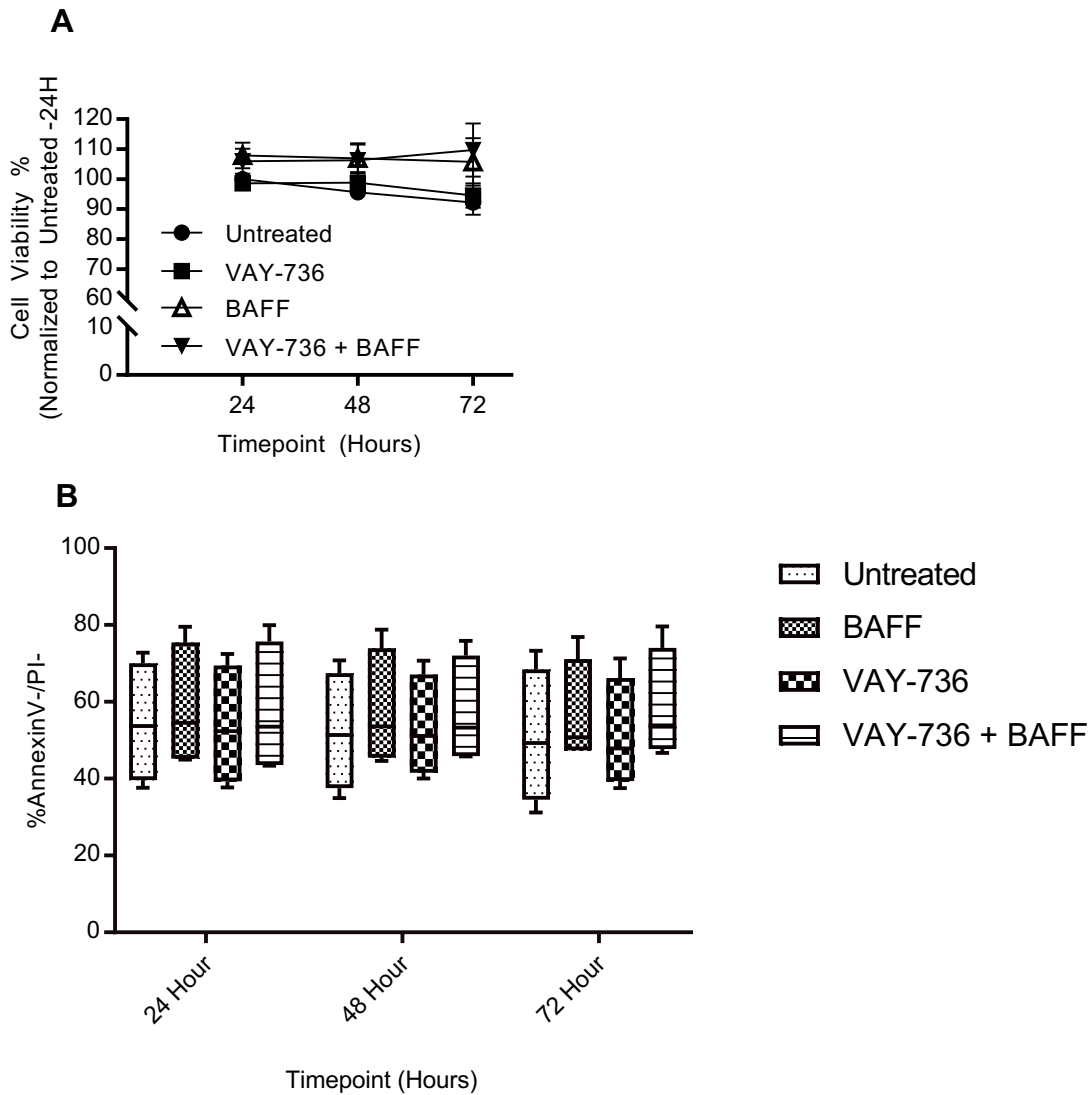 A
Cell Viability %
(Normalized to Untreated -24H
120
110
100
90
80
70
60
10
0
Untreated
VAY-736
BAFF
VAY-736 + BAFF
24 48 72
Timepoint (Hours)
B
%AnnexinV-/PI-
100
80
60
40
20
0
24 Hour
48 Hour
72 Hour
Timepoint (Hours)
Untreated
BAFF
VAY-736
VAY-736 + BAFF